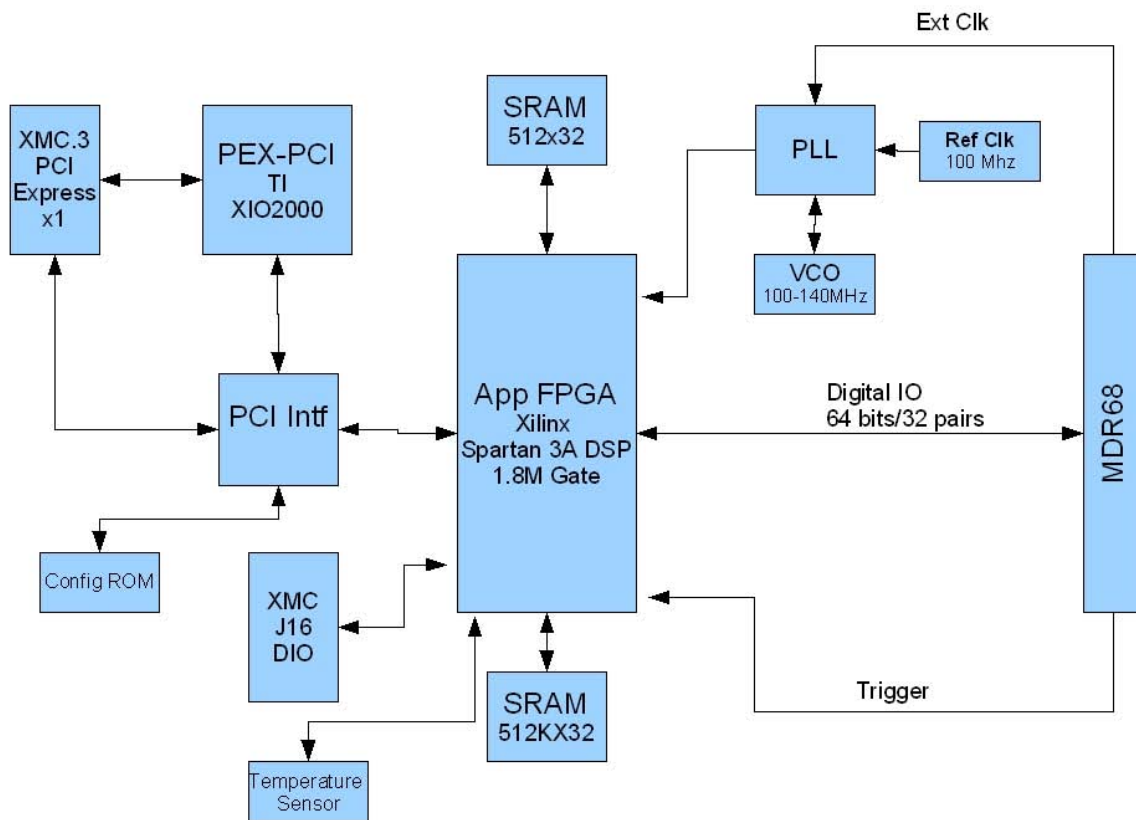 Ext Clk
SRAM
512x32
XMC.3
PCI
Express
x1
PEX-PCI
TI
XIO2000
PLL
Ref Clk
100 Mhz
VCO
100-140MHz
PCI Intf
App FPGA
Xilinx
Spartan 3A DSP
1.8M Gate
Digital IO
64 bits/32 pairs
MDR68
Config ROM
XMC
J16
DIO
SRAM
512KX32
Trigger
Temperature
Sensor